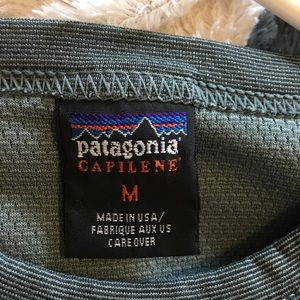 patagonia
CAPILENE®
M
MADE IN USA/
FABRIQUE AUX US
CARE OVER